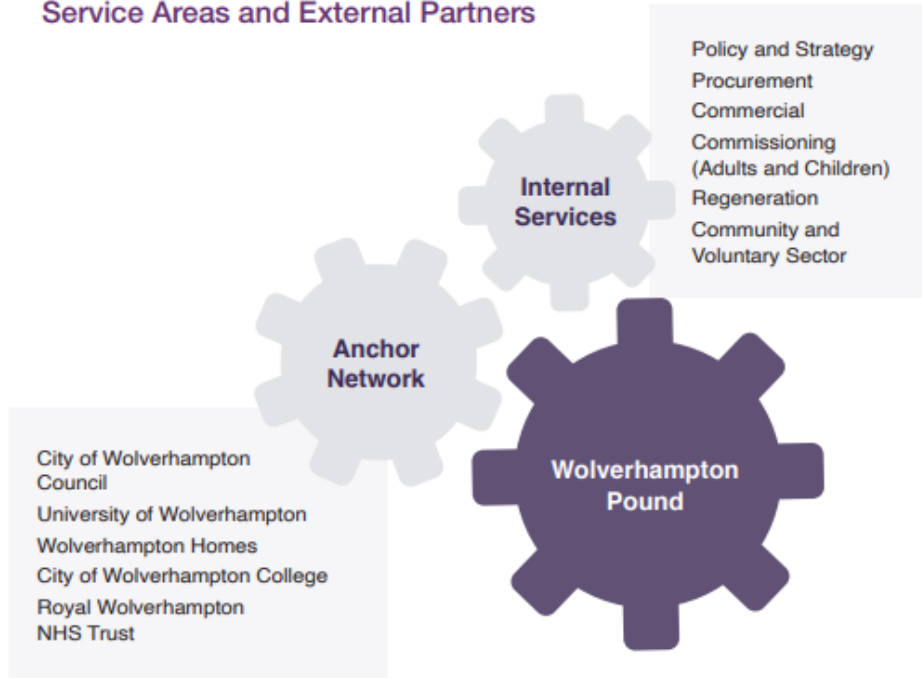 Service Areas and External Partners
Policy and Strategy
Procurement
Commercial
Commissioning
(Adults and Children)
Regeneration
Community and
Voluntary Sector
Internal
Services
Anchor
Network
City of Wolverhampton
Council
University of Wolverhampton
Wolverhampton Homes
City of Wolverhampton College
Royal Wolverhampton
NHS Trust
Wolverhampton
Pound